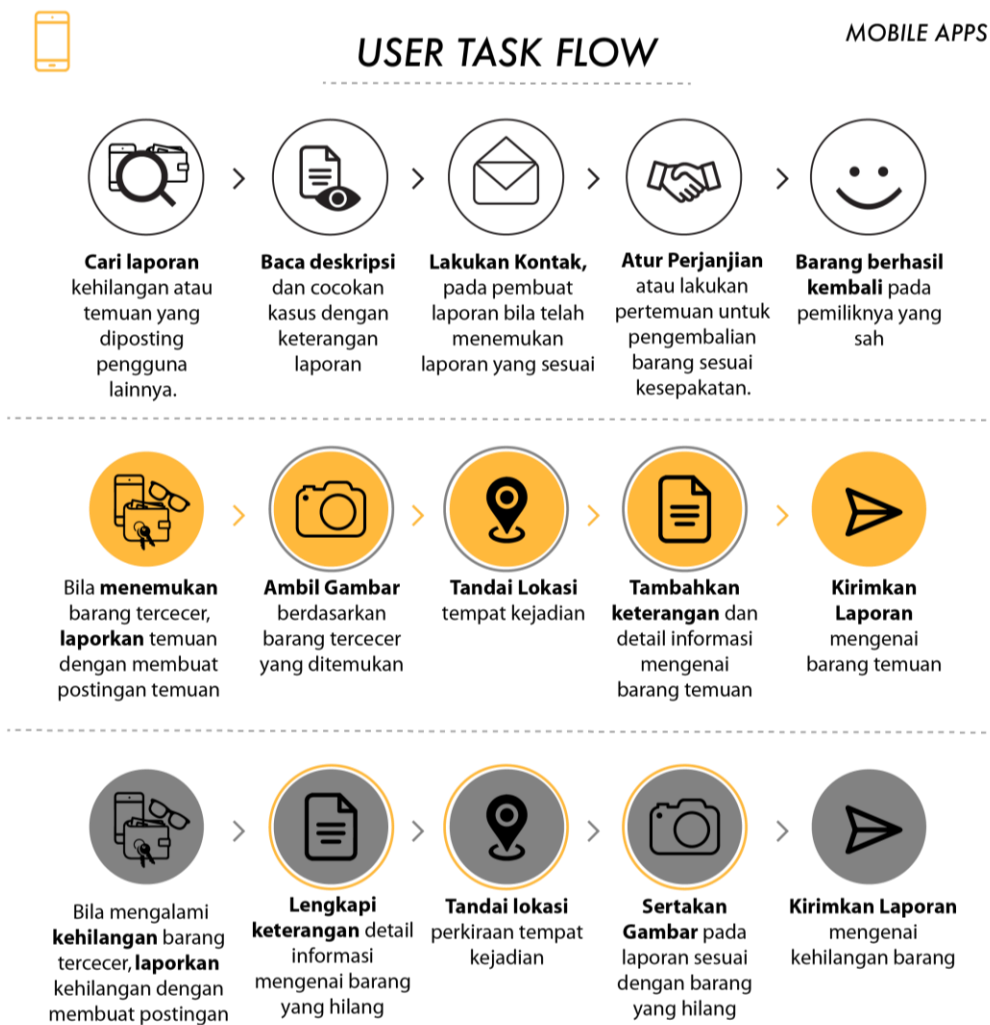 MOBILE APPS
USER TASK FLOW
Cari laporan
kehilangan atau
temuan yang
diposting
pengguna
lainnya.
Baca deskripsi
dan cocokan
kasus dengan
keterangan
laporan
Lakukan Kontak,
pada pembuat
laporan bila telah
menemukan
laporan yang sesuai
Atur Perjanjian
atau lakukan
pertemuan untuk
pengembalian
barang sesuai
kesepakatan.
Barang berhasil
kembali pada
pemiliknya yang
sah
Bila menemukan
barang tercecer,
laporkan temuan
dengan membuat
postingan temuan
Ambil Gambar
berdasarkan
barang tercecer
yang ditemukan
Tandai Lokasi
tempat kejadian
Tambahkan
keterangan dan
detail informasi
mengenai
barang temuan
Kirimkan
Laporan
mengenai
barang temuan
Bila mengalami
kehilangan barang
tercecer, laporkan
kehilangan dengan
membuat postingan
Lengkapi
keterangan detail
informasi
mengenai barang
yang hilang
Tandai lokasi
perkiraan tempat
kejadian
Sertakan
Gambar pada
laporan sesuai
dengan barang
yang hilang
Kirimkan Laporan
mengenai
kehilangan barang